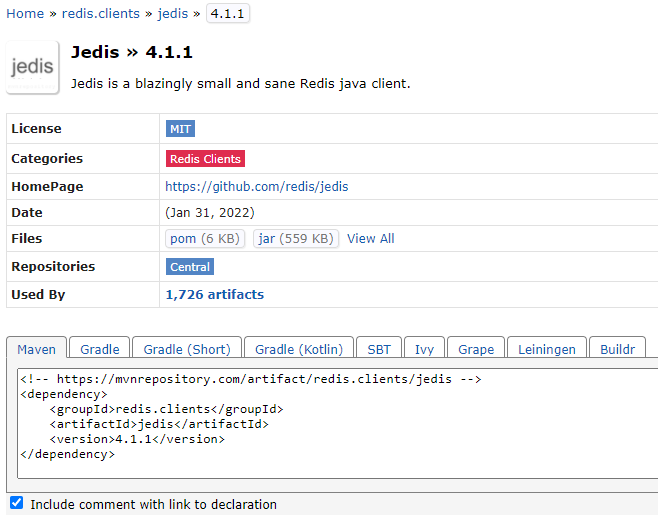 Home » redis.clients » jedis » 4.1.1
jedis
Jedis » 4.1.1
Jedis is a blazingly small and sane Redis java client.
License MIT
Categories Redis Clients
HomePage https://github.com/redis/jedis
Date (Jan 31, 2022)
Files pom (6 KB) jar (559 KB) View All
Repositories Central
Used By 1,726 artifacts
Maven Gradle Gradle (Short) Gradle (Kotlin) SBT Ivy Grape Leiningen Buildr
<!-- https://mvnrepository.com/artifact/redis.clients/jedis -->
<dependency>
    <groupId>redis.clients</groupId>
    <artifactId>jedis</artifactId>
    <version>4.1.1</version>
</dependency>
Include comment with link to declaration